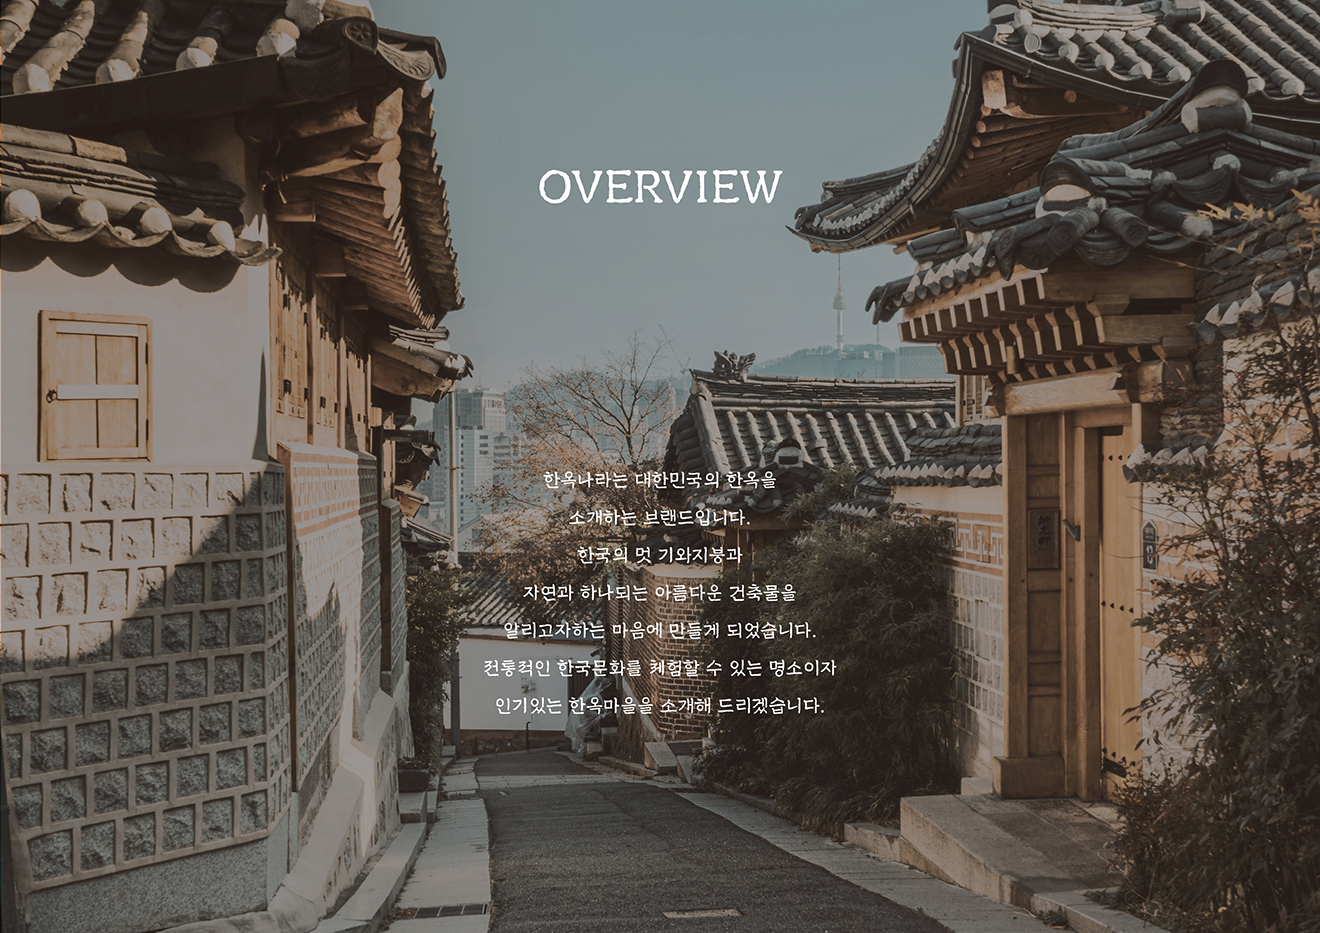 OVERVIEW
한옥나라는 대한민국의 한옥을
소개하는 브랜드입니다.
한국의 멋 기와지붕과
자연과 하나되는 아름다운 건축물을
알리고자하는 마음에 만들게 되었습니다.
전통적인 한국문화를 체험할 수 있는 명소이자
인기있는 한옥마을을 소개해 드리겠습니다.